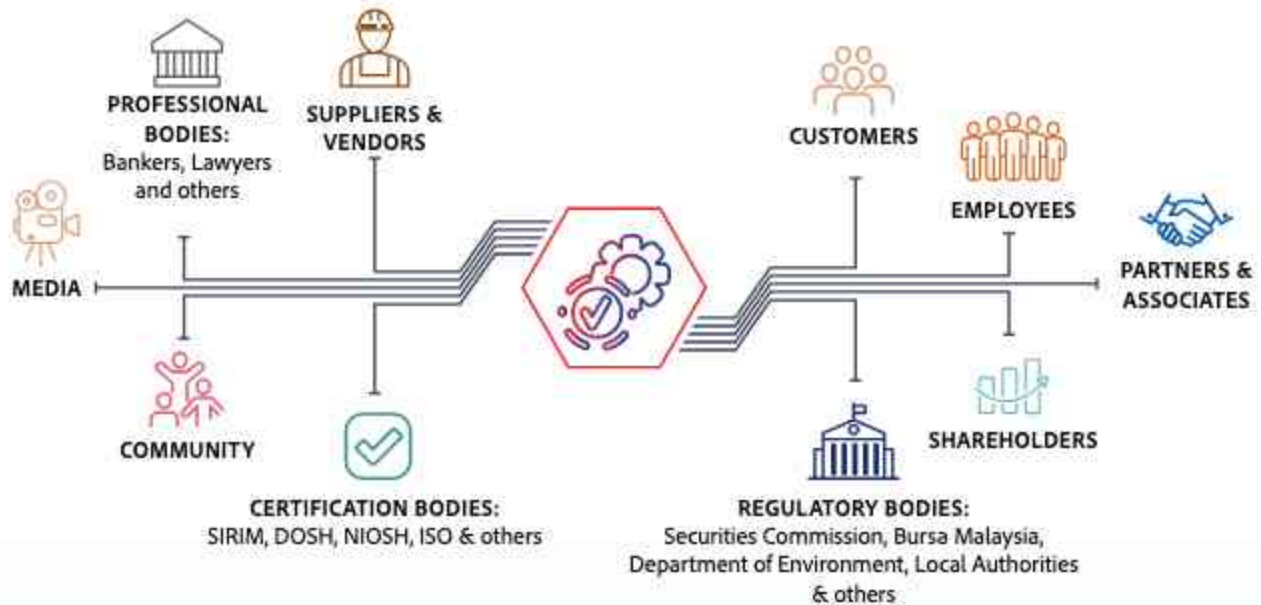 PROFESSIONAL
BODIES:
Bankers, Lawyers
and others
SUPPLIERS &
VENDORS
CUSTOMERS
EMPLOYEES
MEDIA
PARTNERS &
ASSOCIATES
COMMUNITY
SHAREHOLDERS
CERTIFICATION BODIES:
SIRIM, DOSH, NIOSH, ISO & others
REGULATORY BODIES:
Securities Commission, Bursa Malaysia,
Department of Environment, Local Authorities
& others